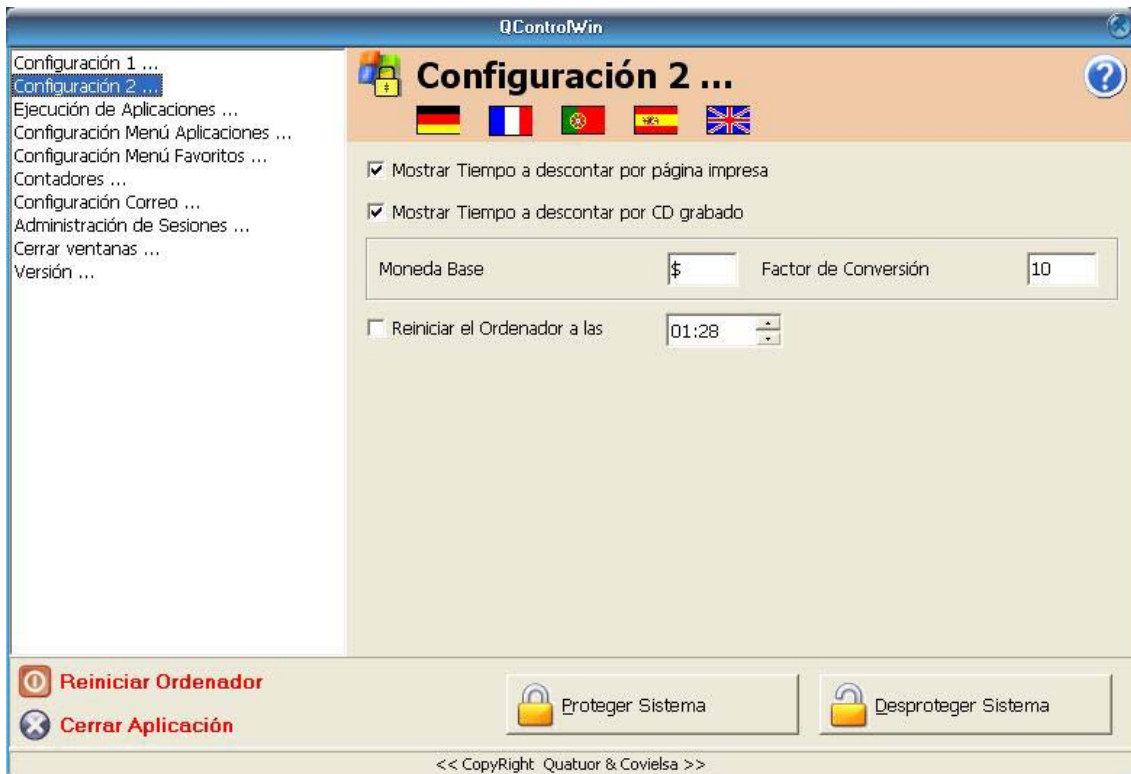 QControlWin
Configuración 1 ...
Configuración 2 ...
Ejecución de Aplicaciones ...
Configuración Menú Aplicaciones ...
Configuración Menú Favoritos ...
Contadores ...
Configuración Correo ...
Administración de Sesiones ...
Cerrar ventanas ...
Versión ...
Configuración 2 ...
?
Mostrar Tiempo a descontar por página impresa
Mostrar Tiempo a descontar por CD grabado
Moneda Base $ Factor de Conversión 10
Reiniciar el Ordenador a las 01:28
Reiniciar Ordenador
Cerrar Aplicación
Proteger Sistema
Desproteger Sistema
<< CopyRight Quatuor & Covielsa >>